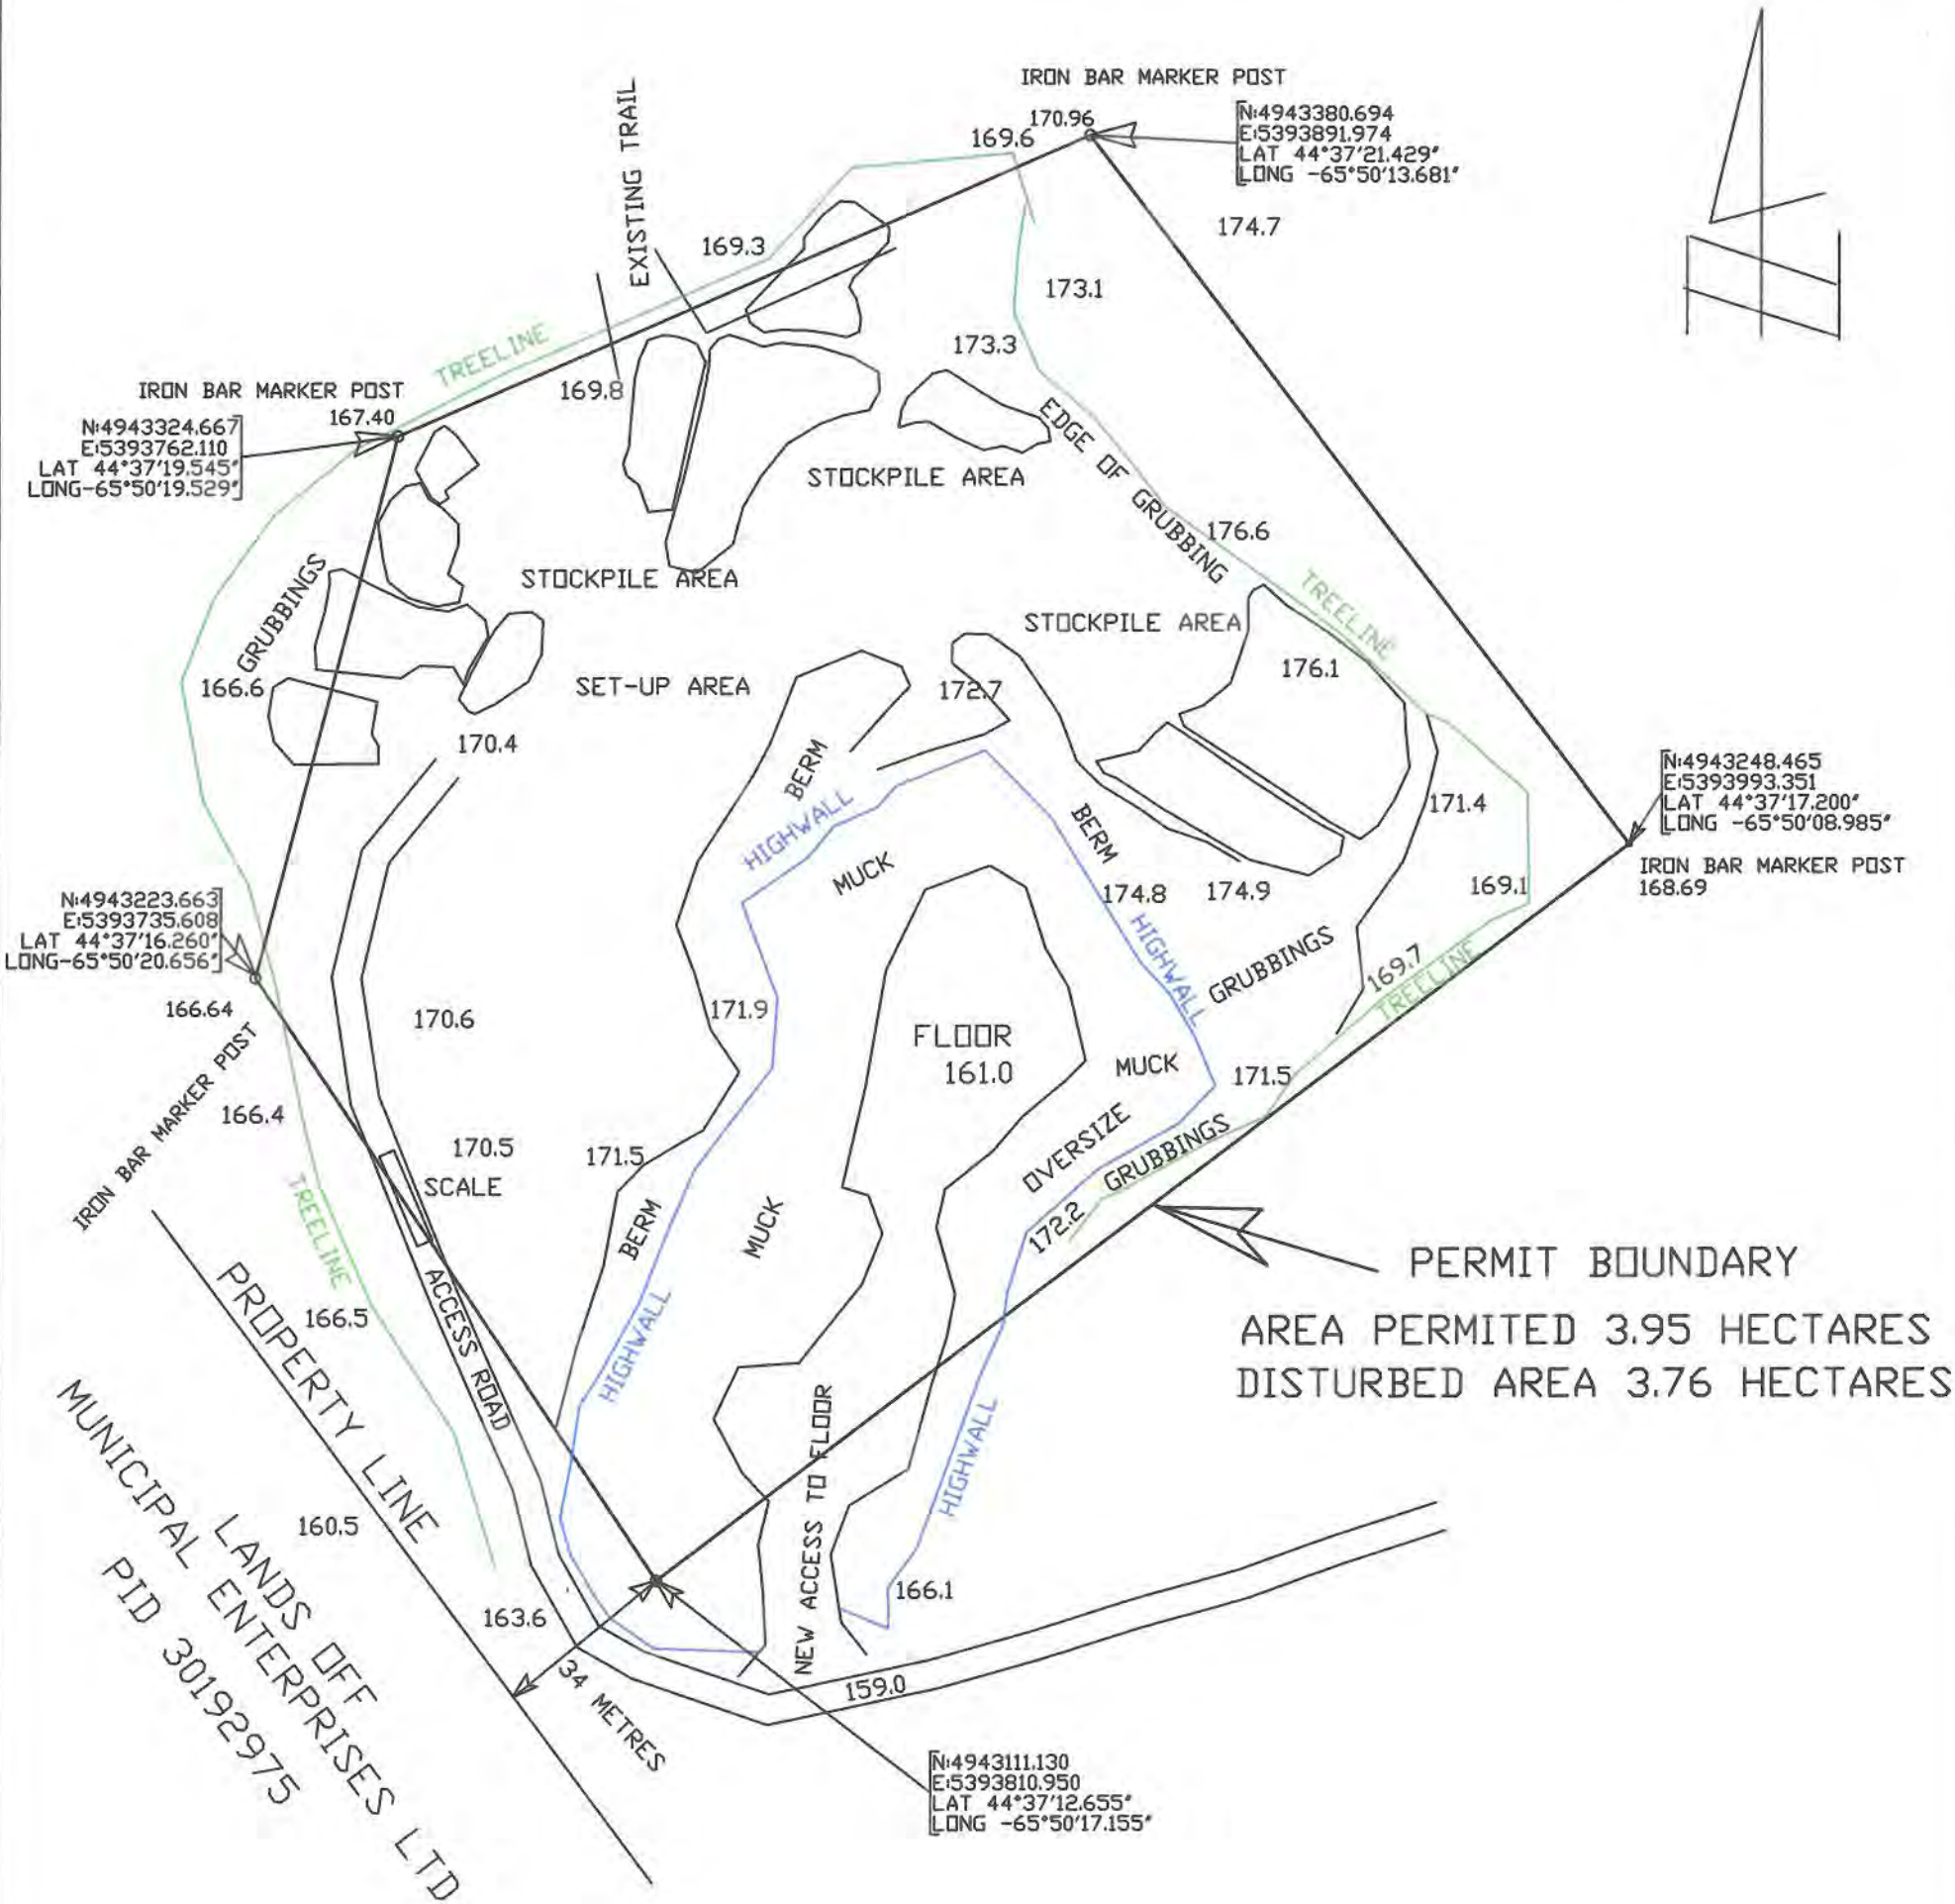 IRON BAR MARKER POST
170.96
N:4943380.694
E:5393891.974
LAT 44°37'21.429"
LONG -65°50'13.681"
169.6
EXISTING TRAIL
174.7
169.3
173.1
173.3
TREELINE
169.8
IRON BAR MARKER POST
167.40
N:4943324.667
E:5393762.110
LAT 44°37'19.545"
LONG-65°50'19.529"
EDGE OF GRUBBING
STOCKPILE AREA
176.6
TREELINE
GRUBBINGS
STOCKPILE AREA
STOCKPILE AREA
176.1
166.6
SET-UP AREA
172.7
170.4
BERM
HIGHWALL
BERM
171.4
N:4943248.465
E:5393993.351
LAT 44°37'17.200"
LONG -65°50'08.985"
IRON BAR MARKER POST
168.69
MUCK
174.8
174.9
169.1
N:4943223.663
E:5393735.608
LAT 44°37'16.260"
LONG-65°50'20.656"
166.64
IRON BAR MARKER POST
HIGHWALL
GRUBBINGS
169.7
TREELINE
170.6
171.9
FLOOR
161.0
MUCK
171.5
166.4
170.5
SCALE
171.5
OVERSIZE
GRUBBINGS
172.2
TREELINE
BERM
MUCK
PERMIT BOUNDARY
AREA PERMITED 3.95 HECTARES
DISTURBED AREA 3.76 HECTARES
166.5
PROPERTY LINE
ACCESS ROAD
HIGHWALL
HIGHWALL
NEW ACCESS TO FLOOR
160.5
LANDS OFF
MUNICIPAL ENTERPRISES LTD
PID 30192975
163.6
166.1
34 METRES
159.0
N:4943111.130
E:5393810.950
LAT 44°37'12.655"
LONG -65°50'17.155"
N